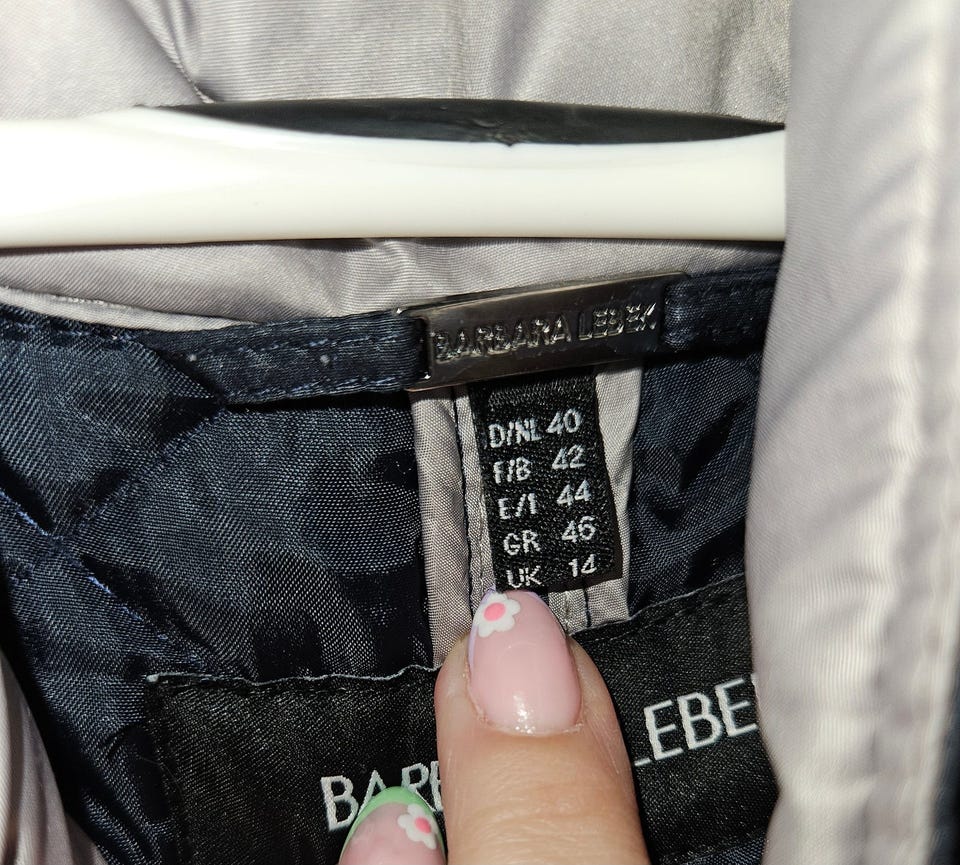 BARBARA LEBEK
D/NL 40
F/B 42
E/I 44
GR 46
UK 14